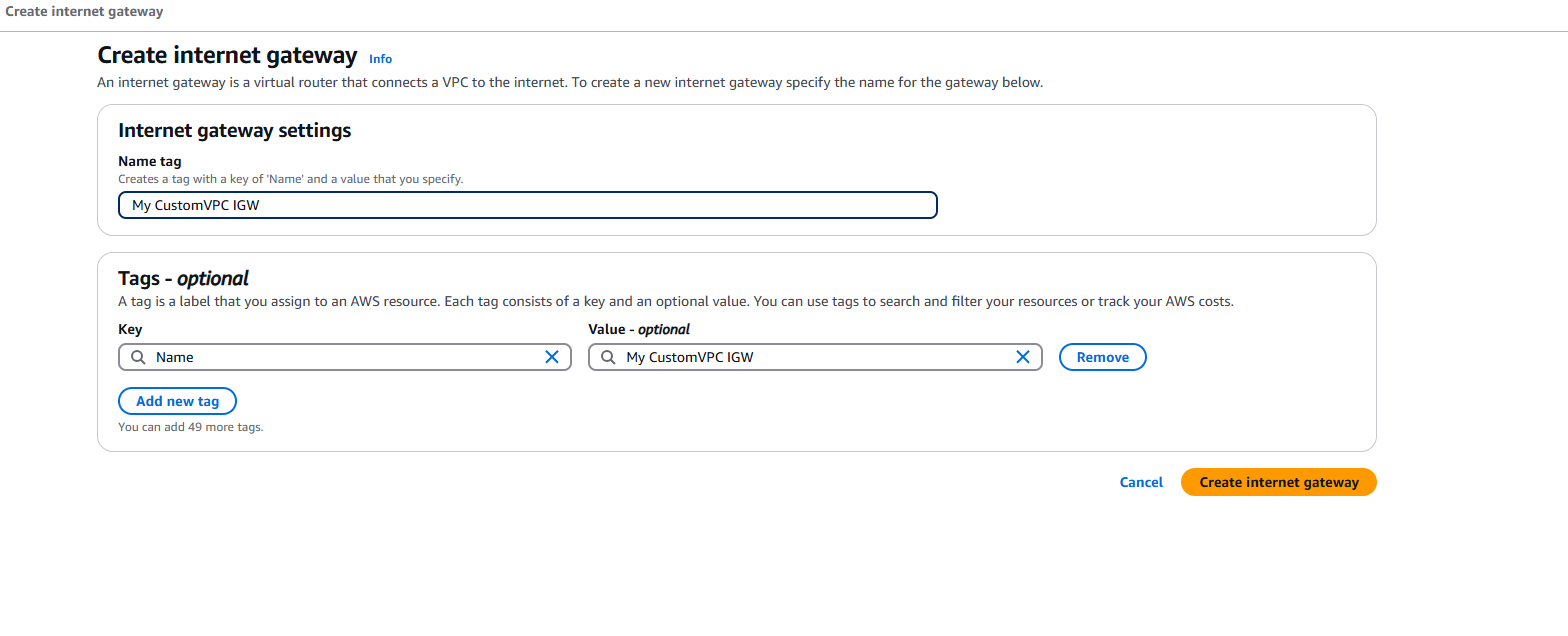 Create internet gateway
Create internet gateway Info
An internet gateway is a virtual router that connects a VPC to the internet. To create a new internet gateway specify the name for the gateway below.
Internet gateway settings
Name tag
Creates a tag with a key of 'Name' and a value that you specify.
My CustomVPC IGW
Tags - optional
A tag is a label that you assign to an AWS resource. Each tag consists of a key and an optional value. You can use tags to search and filter your resources or track your AWS costs.
Key Value - optional
Name My CustomVPC IGW Remove
Add new tag
You can add 49 more tags.
Cancel Create internet gateway